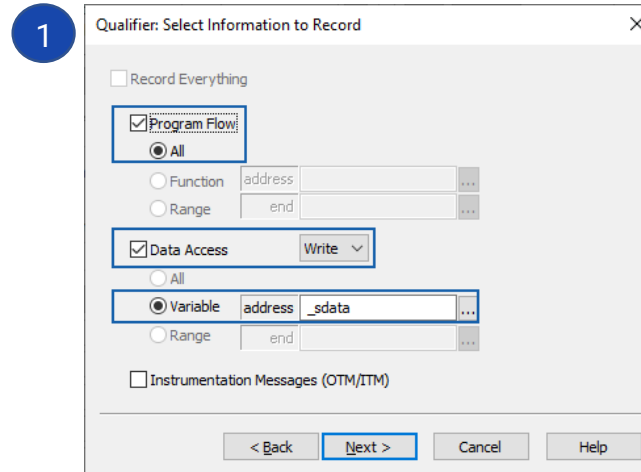 1
Qualifier: Select Information to Record
Record Everything
Program Flow
All
Function address ...
Range end ...
Data Access Write
All
Variable address _sdata ...
Range end ...
Instrumentation Messages (OTM/ITM)
< Back Next > Cancel Help